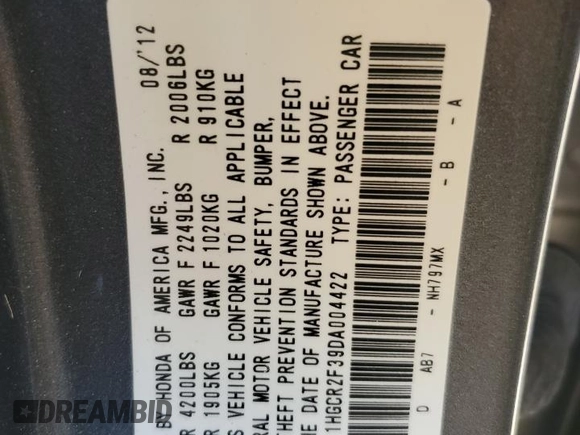 BY HONDA OF AMERICA MFG., INC. 08/'12
4200LBS GAWR F 2249LBS R 2006LBS
1905KG GAWR F 1020KG R 910KG
VEHICLE CONFORMS TO ALL APPLICABLE
MOTOR VEHICLE SAFETY, BUMPER,
THEFT PREVENTION STANDARDS IN EFFECT
DATE OF MANUFACTURE SHOWN ABOVE.
1HGCR2F39DA004422 TYPE: PASSENGER CAR
D AB7 - NH797MX - B - A
DREAMBID